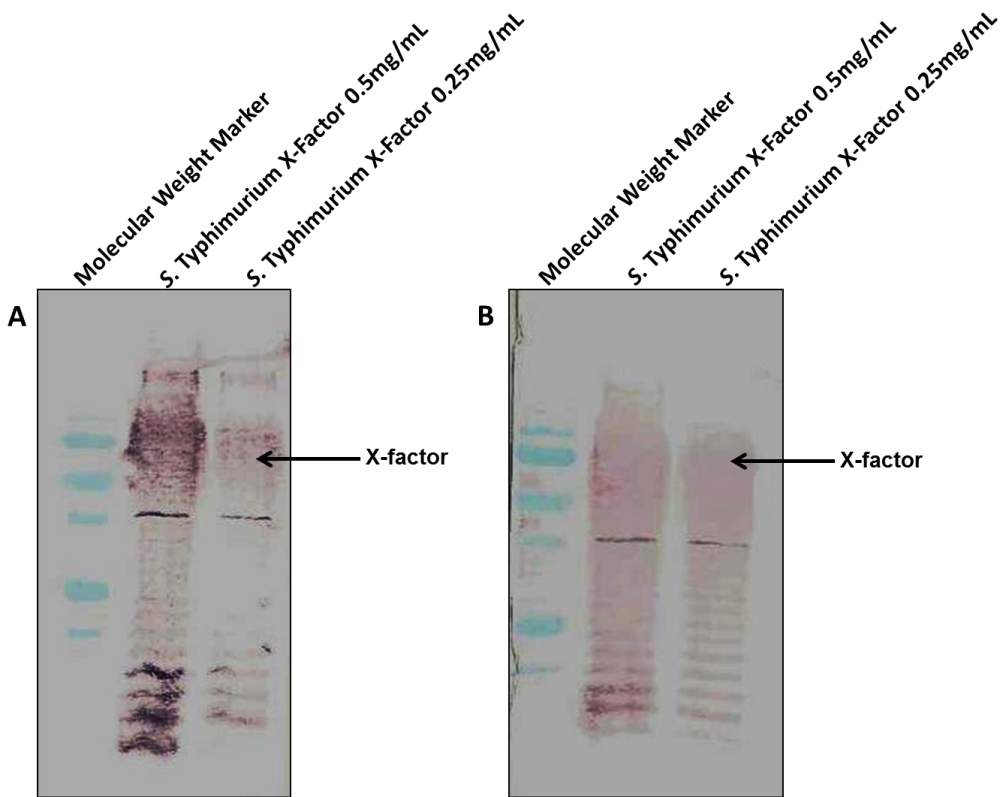 Molecular Weight Marker
S. Typhimurium X-Factor 0.5mg/mL
S. Typhimurium X-Factor 0.25mg/mL
A
X-factor
Molecular Weight Marker
S. Typhimurium X-Factor 0.5mg/mL
S. Typhimurium X-Factor 0.25mg/mL
B
X-factor